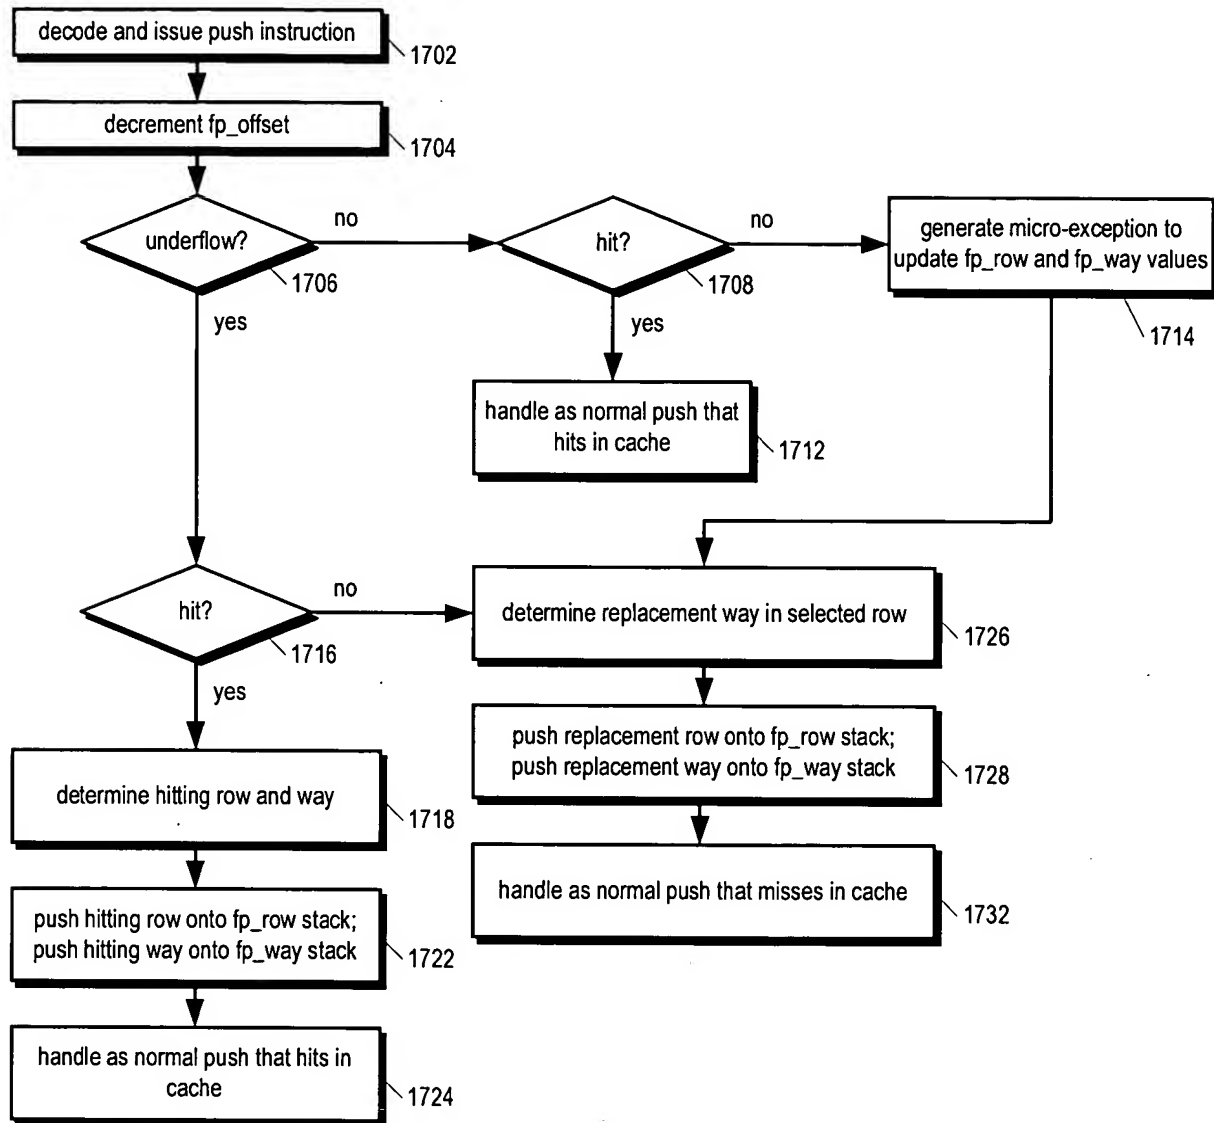 decode and issue push instruction
1702
decrement fp_offset
1704
underflow?
1706
no
yes
hit?
1708
no
yes
generate micro-exception to
update fp_row and fp_way values
1714
handle as normal push that
hits in cache
1712
hit?
1716
no
yes
determine replacement way in selected row
1726
determine hitting row and way
1718
push replacement row onto fp_row stack;
push replacement way onto fp_way stack
1728
push hitting row onto fp_row stack;
push hitting way onto fp_way stack
1722
handle as normal push that misses in cache
1732
handle as normal push that hits in
cache
1724